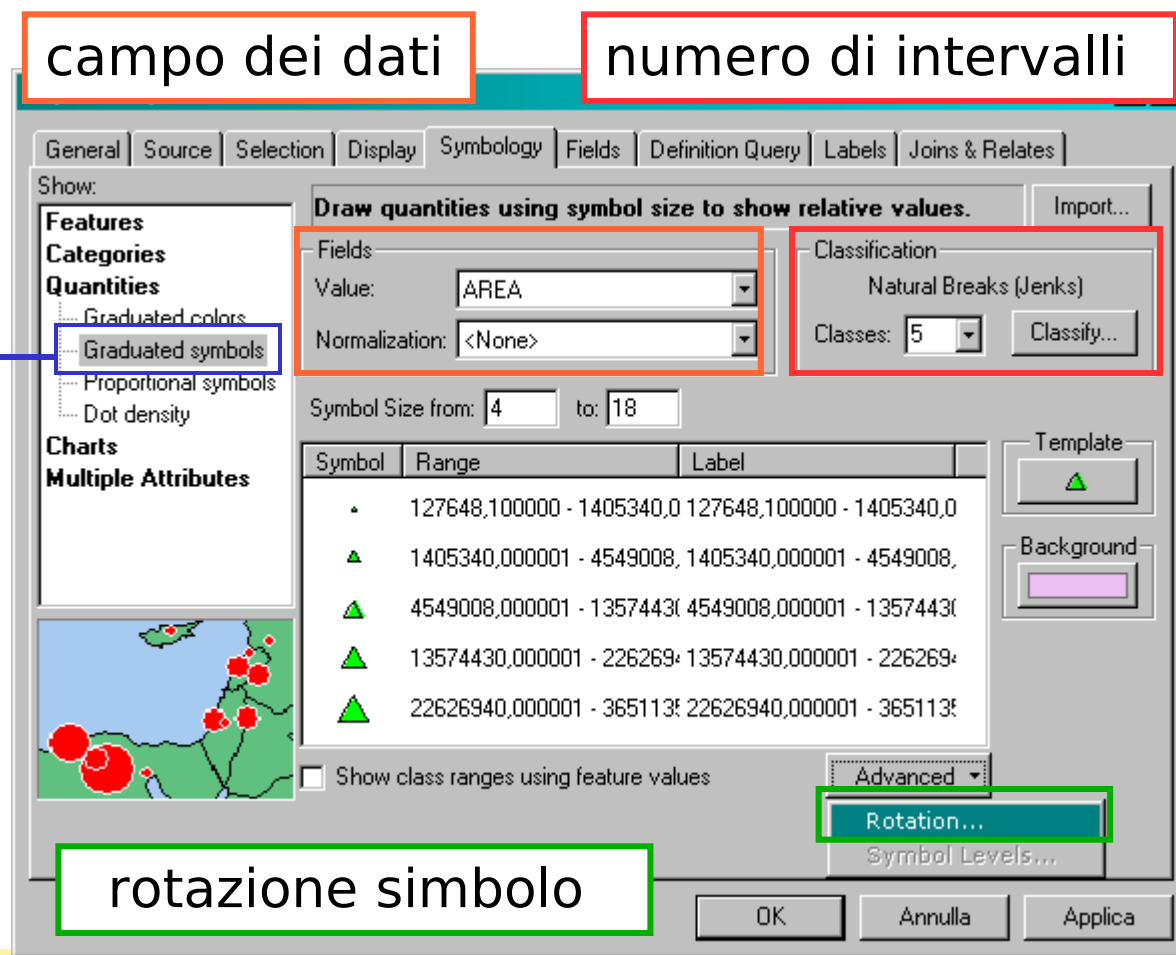 campo dei dati
numero di intervalli
General Source Selection Display Symbology Fields Definition Query Labels Joins & Relates
Show:
Features
Categories
Quantities
Graduated colors
Graduated symbols
Proportional symbols
Dot density
Charts
Multiple Attributes
Draw quantities using symbol size to show relative values.
Import...
Fields
Value: AREA
Normalization: <None>
Classification
Natural Breaks (Jenks)
Classes: 5 Classify...
Symbol Size from: 4 to: 18
Symbol Range Label
127648,100000 - 1405340,0 127648,100000 - 1405340,0
1405340,000001 - 4549008, 1405340,000001 - 4549008,
4549008,000001 - 1357443( 4549008,000001 - 1357443(
13574430,000001 - 226269 13574430,000001 - 226269
22626940,000001 - 365113 22626940,000001 - 365113
Template
Background
Show class ranges using feature values
Advanced
Rotation...
Symbol Levels...
rotazione simbolo
OK Annulla Applica